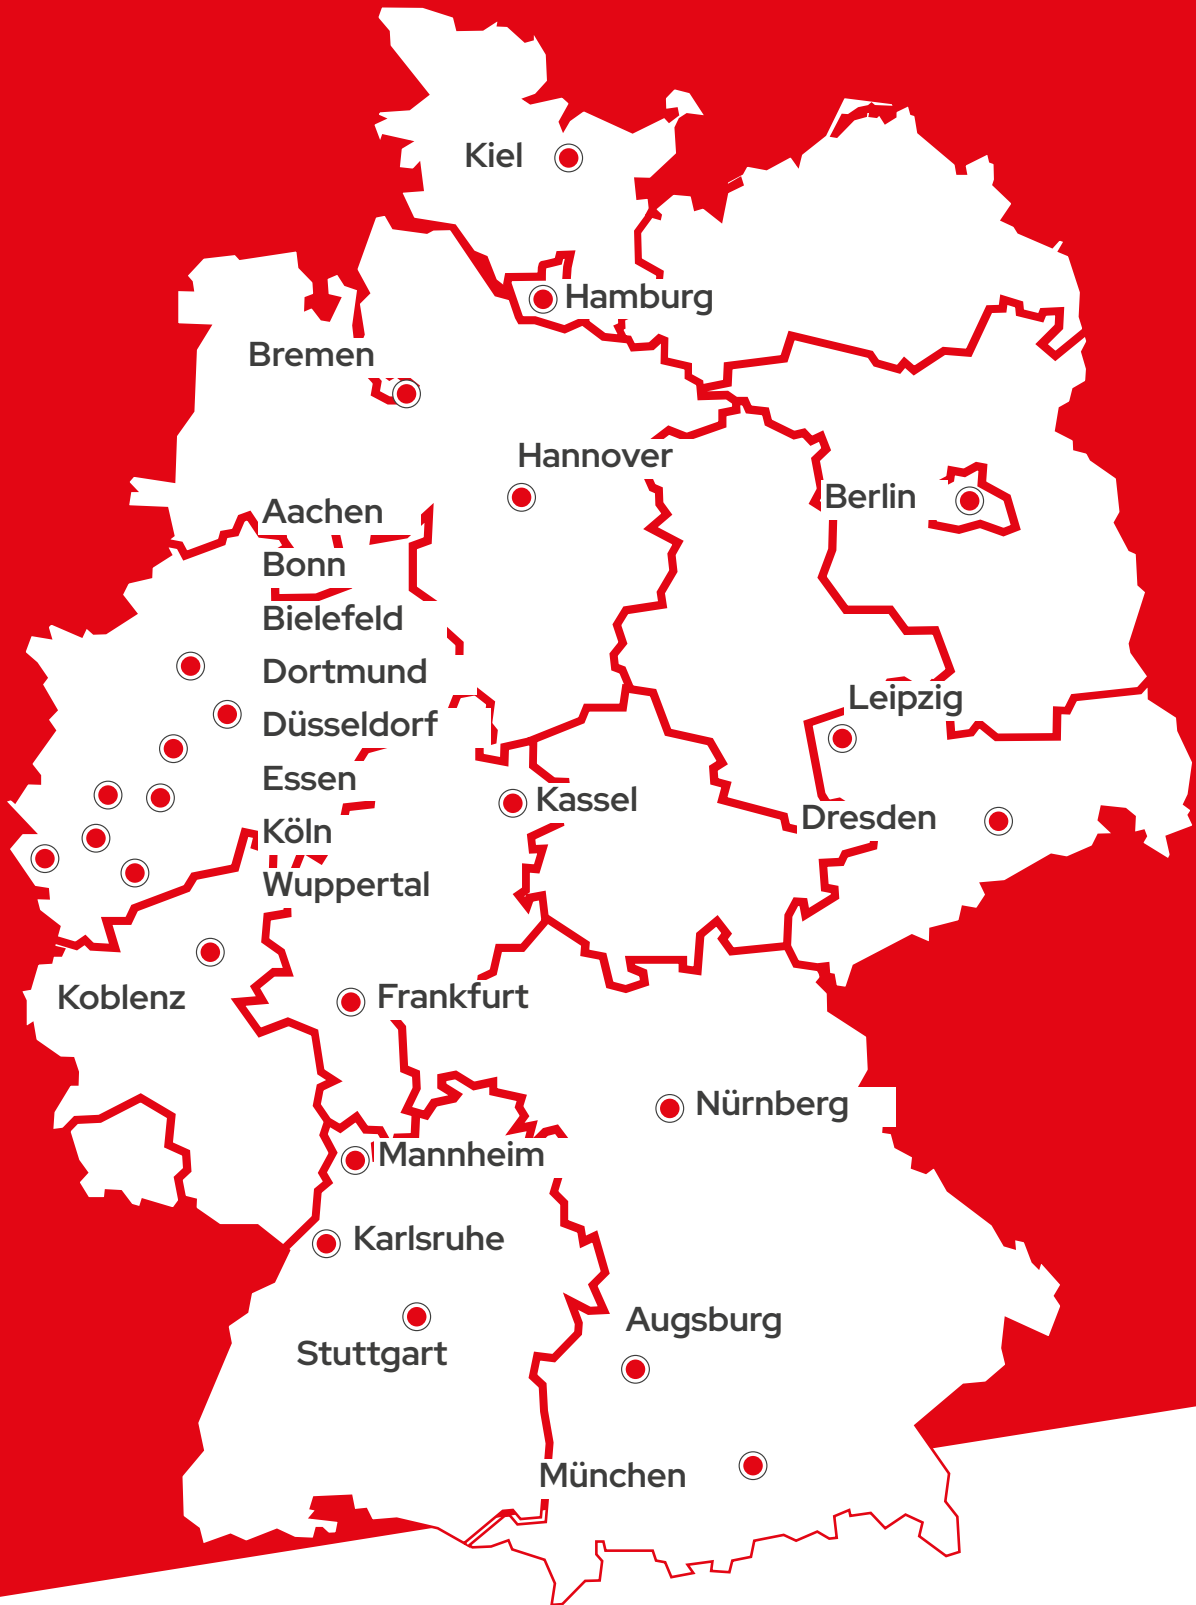 Kiel
Hamburg
Bremen
Hannover
Berlin
Aachen
Bonn
Bielefeld
Dortmund
Düsseldorf
Essen
Köln
Wuppertal
Leipzig
Kassel
Dresden
Koblenz
Frankfurt
Nürnberg
Mannheim
Karlsruhe
Stuttgart
Augsburg
München